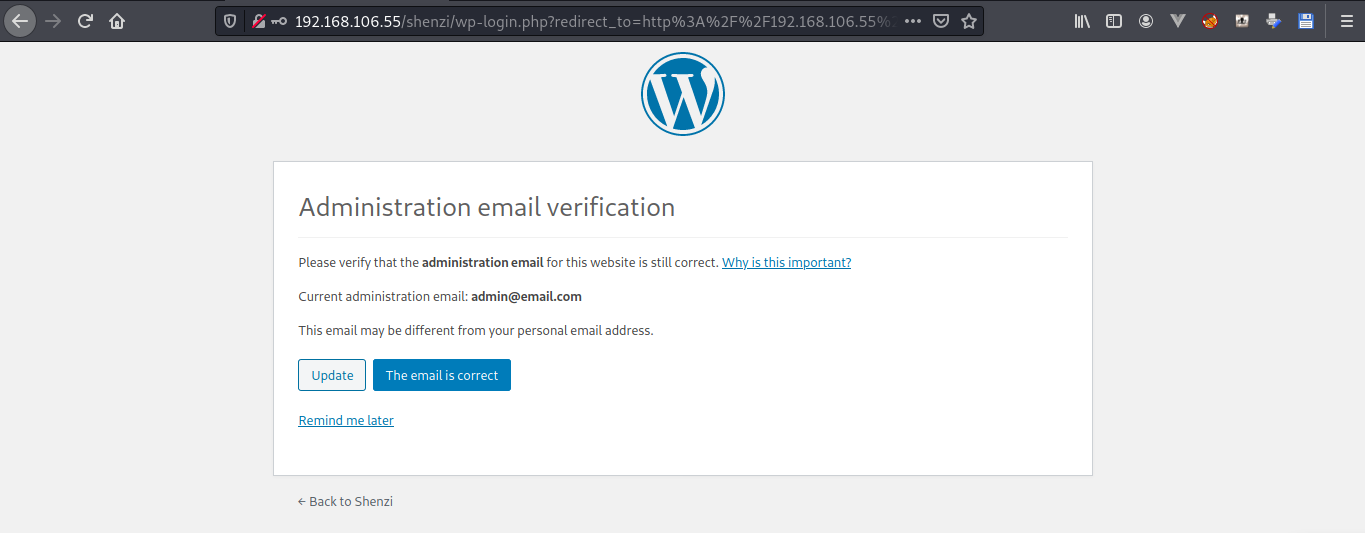 192.168.106.55/shenzi/wp-login.php?redirect_to=http%3A%2F%2F192.168.106.55%
Administration email verification
Please verify that the administration email for this website is still correct. Why is this important?
Current administration email: admin@email.com
This email may be different from your personal email address.
Update The email is correct
Remind me later
← Back to Shenzi